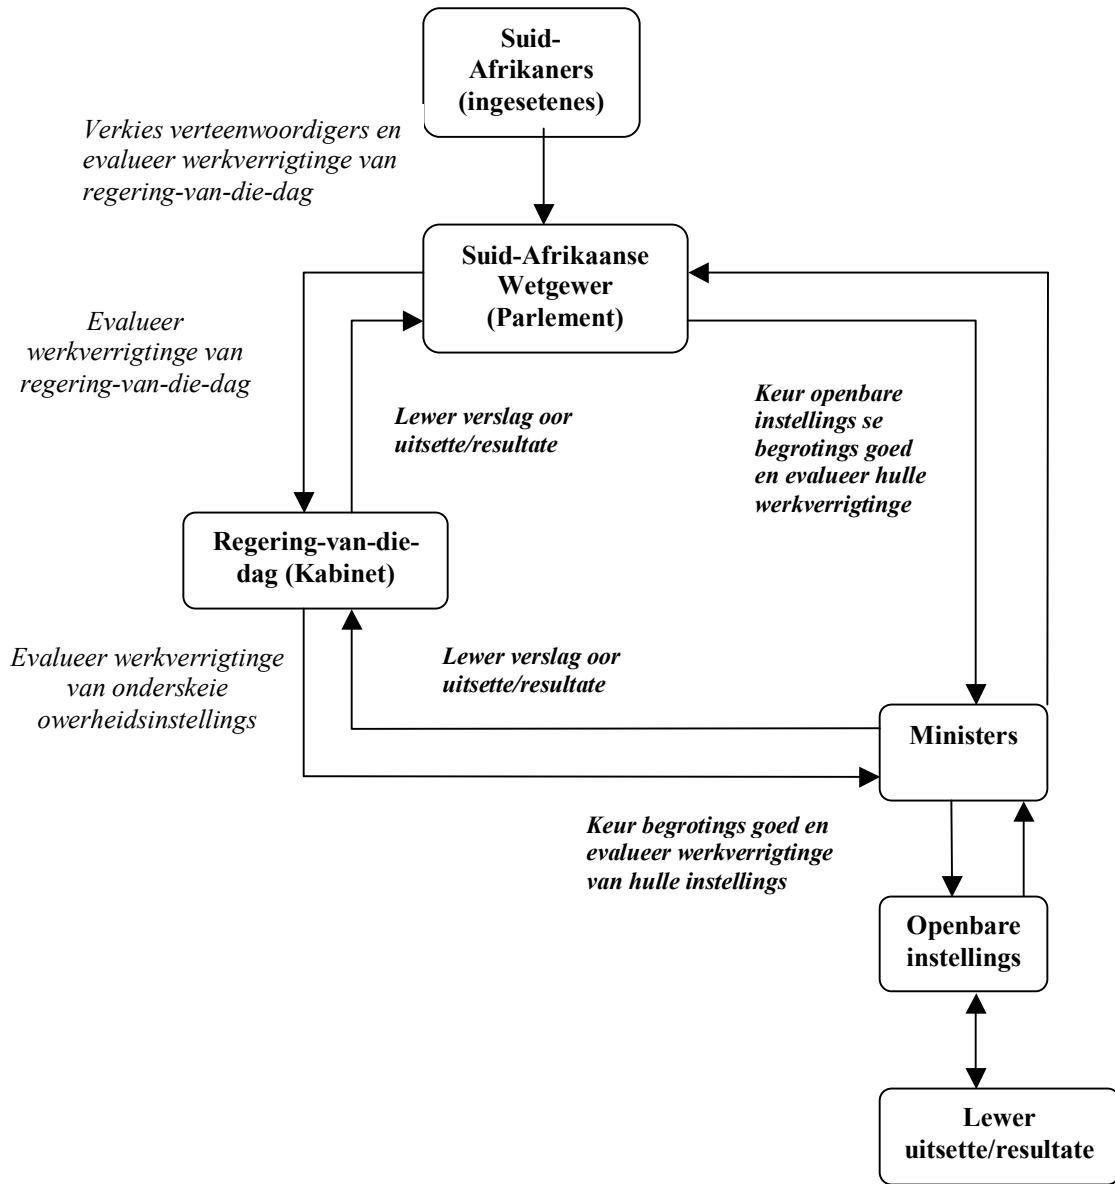 Suid-
Afrikaners
(ingesetenes)
Verkies verteenwoordigers en
evalueer werkverrigtinge van
regering-van-die-dag
Suid-Afrikaanse
Wetgewer
(Parlement)
Evalueer
werkverrigtinge van
regering-van-die-dag
Lewer verslag oor
uitsette/resultate
Keur openbare
instellings se
begrotings goed
en evalueer hulle
werkverrigtinge
Regering-van-die-
dag (Kabinet)
Evalueer werkverrigtinge
van onderskeie
owerheidsinstellings
Lewer verslag oor
uitsette/resultate
Ministers
Keur begrotings goed en
evalueer werkverrigtinge
van hulle instellings
Openbare
instellings
Lewer
uitsette/resultate